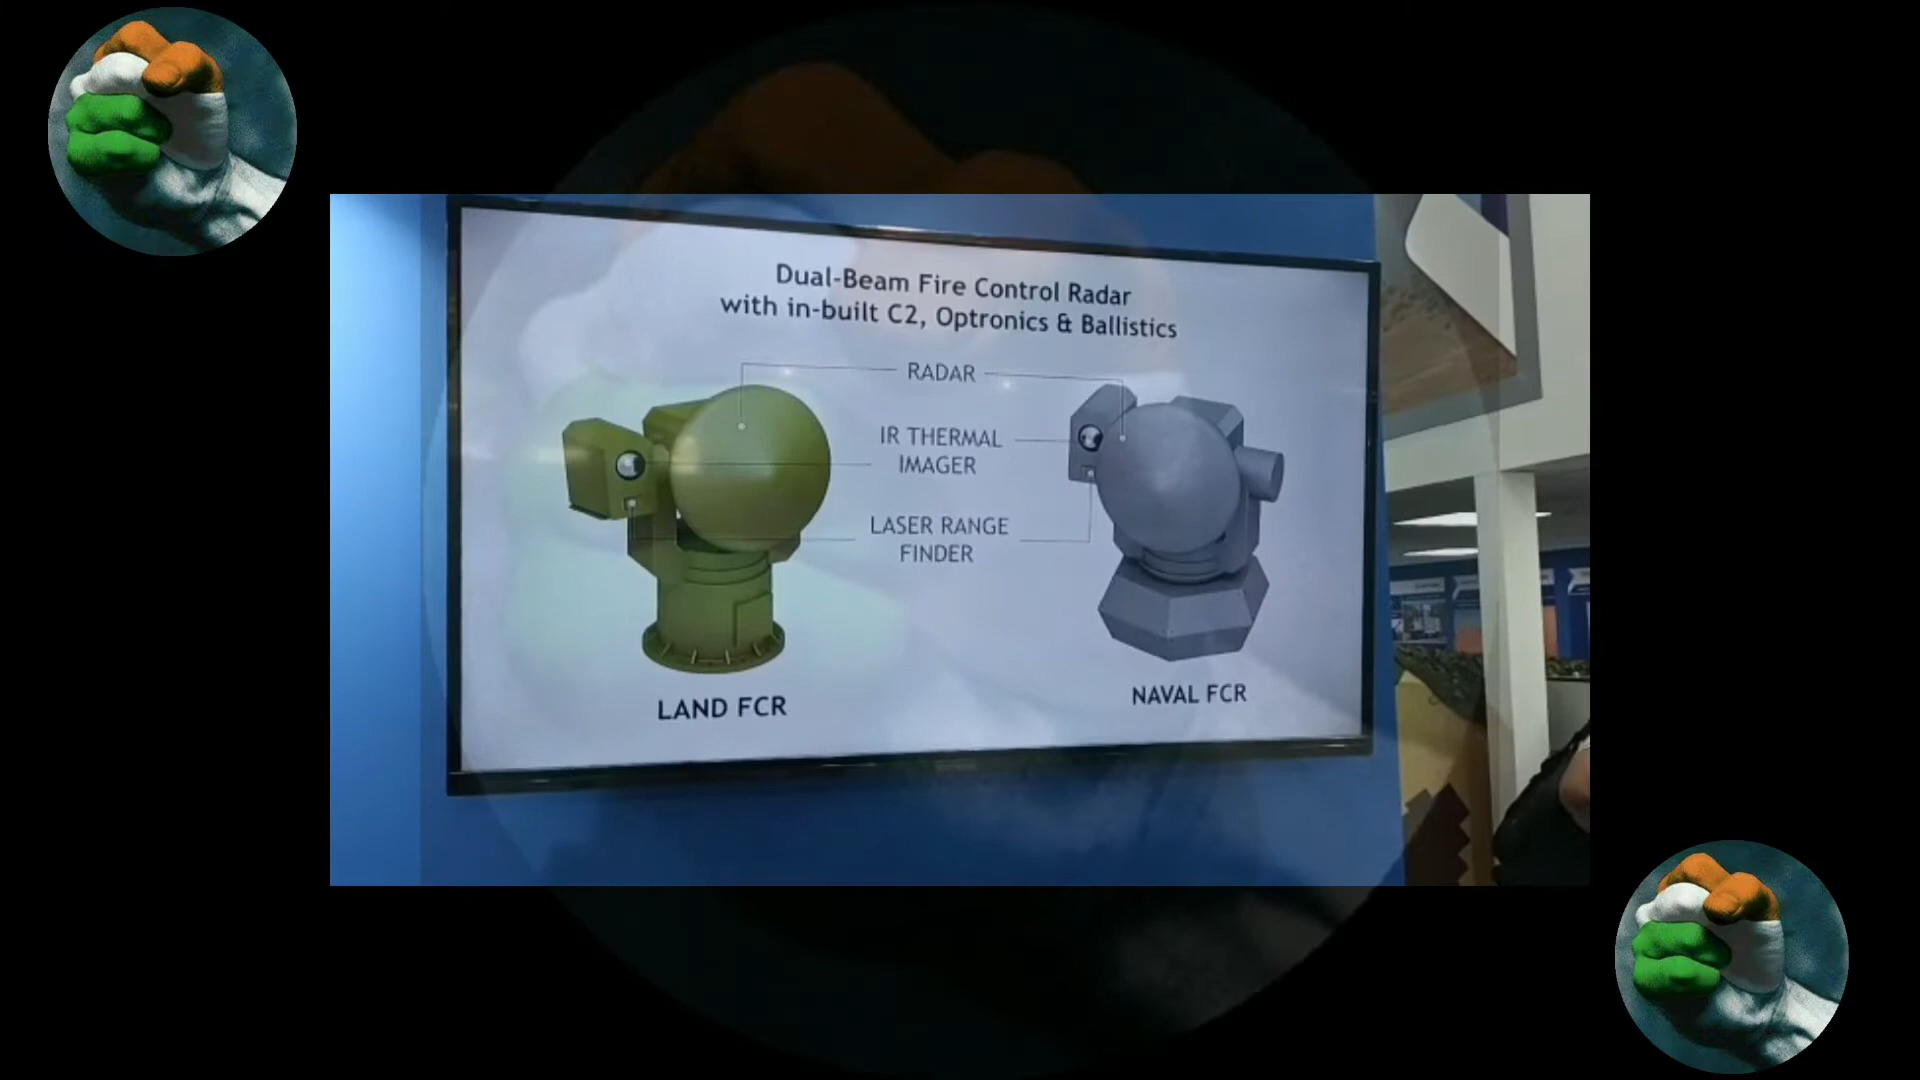 Dual-Beam Fire Control Radar
with in-built C2, Optronics & Ballistics
RADAR
IR THERMAL
IMAGER
LASER RANGE
FINDER
LAND FCR
NAVAL FCR